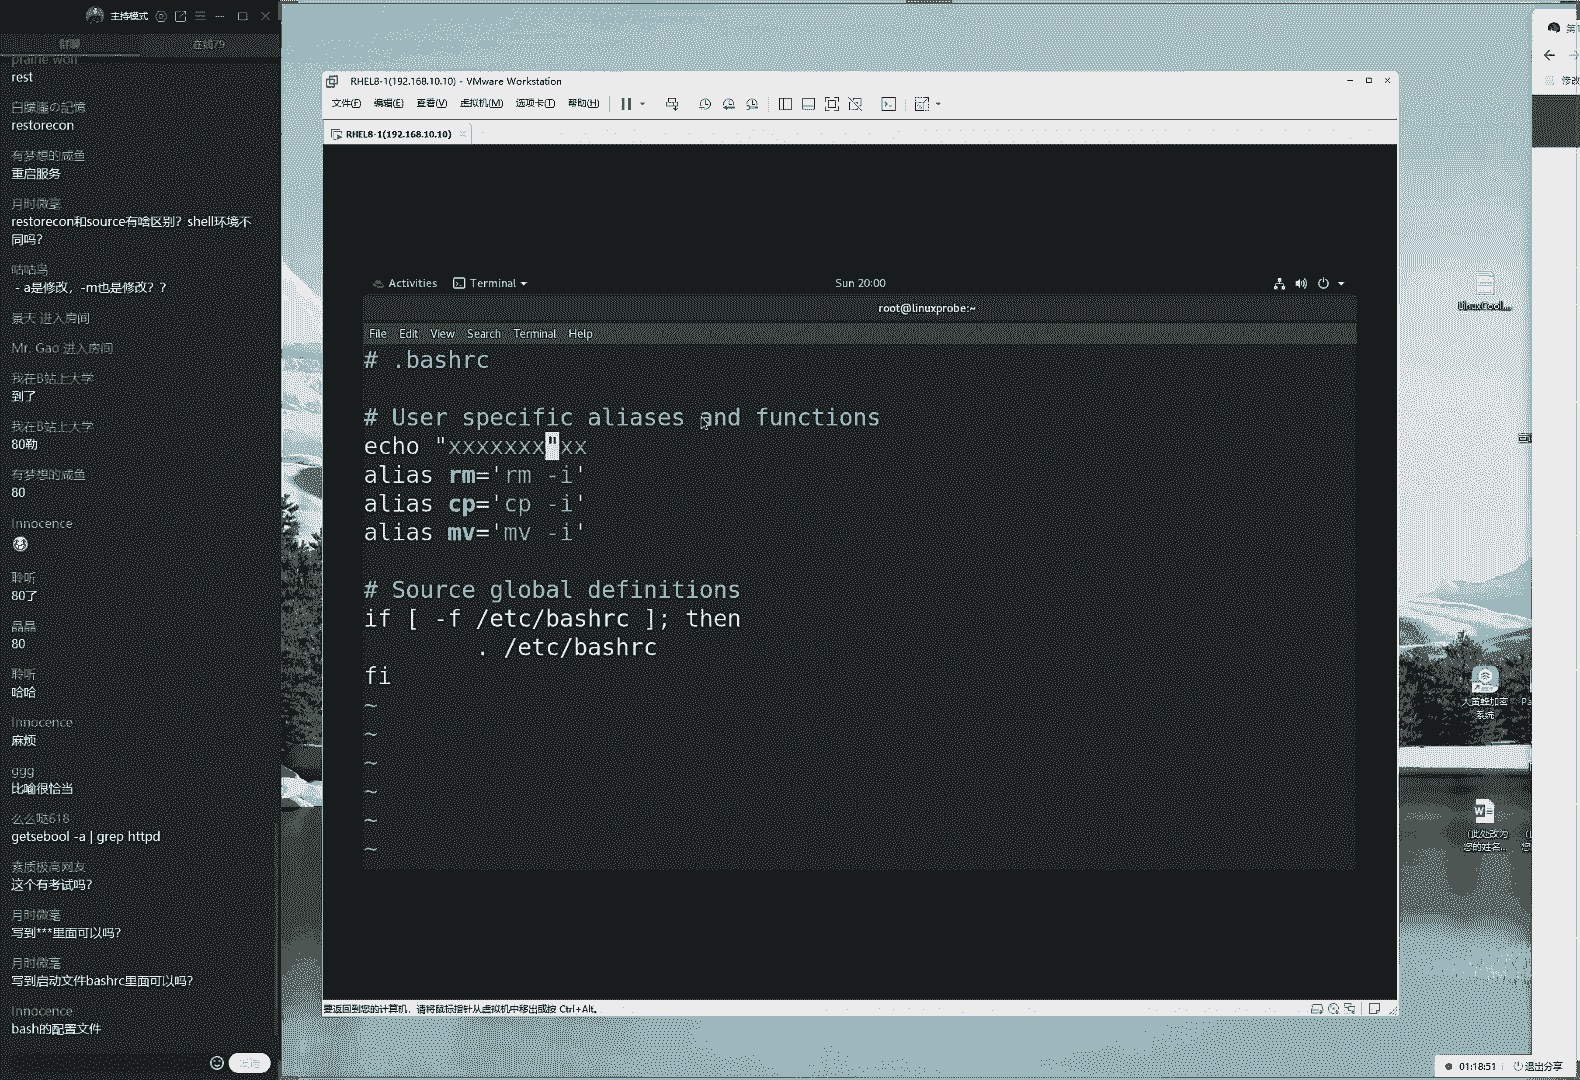 主持模式
群聊
在线79
prairie wolf
rest
白朦朧の記憶
restorecon
有梦想的咸鱼
重启服务
月时微毫
restorecon和source有啥区别？shell环境不
同吗？
咕咕鸟
- a是修改，-m也是修改？？
景天 进入房间
Mr. Gao 进入房间
我在B站上大学
到了
我在B站上大学
80勒
有梦想的咸鱼
80
Innocence
聆听
80了
晶晶
80
聆听
哈哈
Innocence
麻烦
ggg
比喻很恰当
么么哒618
getsebool -a | grep httpd
素质极高网友
这个有考试吗？
月时微毫
写到***里面可以吗？
月时微毫
写到启动文件bashrc里面可以吗？
Innocence
bash的配置文件
发送
RHEL8-1(192.168.10.10) - VMware Workstation
文件(F) 编辑(E) 查看(V) 虚拟机(M) 选项卡(T) 帮助(H)
RHEL8-1(192.168.10.10)
Activities Terminal Sun 20:00
root@linuxprobe:~
File Edit View Search Terminal Help
# .bashrc
# User specific aliases and functions
echo "xxxxxxx"xx
alias rm='rm -i'
alias cp='cp -i'
alias mv='mv -i'
# Source global definitions
if [ -f /etc/bashrc ]; then
. /etc/bashrc
fi
~
~
~
~
~
~
要返回到您的计算机，请将鼠标指针从虚拟机中移出或按 Ctrl+Alt。
第1
修改
LinuxCool...
大黄蜂加密
系统
Pa
(此处改为
您的姓名...
01:18:51
退出分享